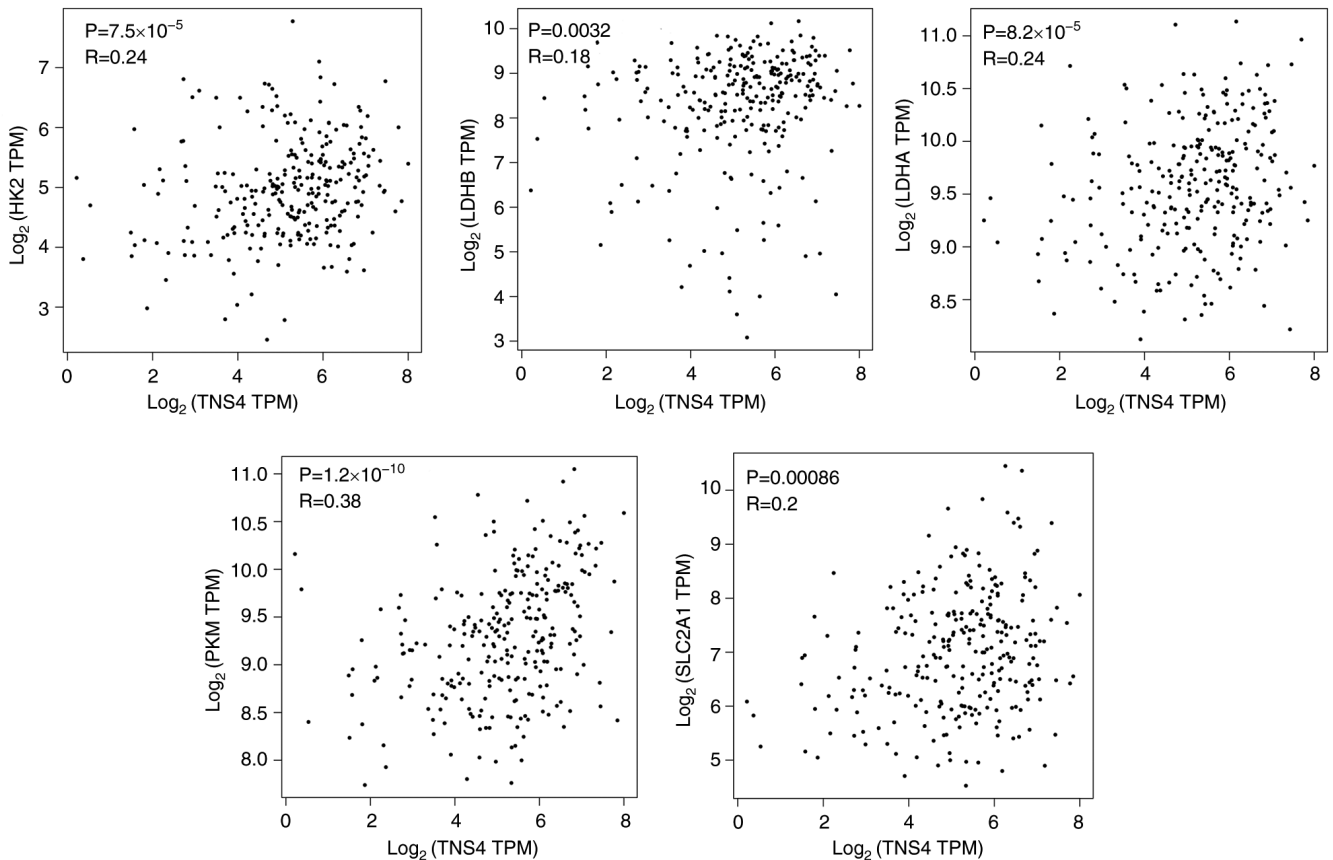 P=7.5×10−5
R=0.24
7
6
5
4
3
Log2 (HK2 TPM)
0 2 4 6 8
Log2 (TNS4 TPM)
P=0.0032
R=0.18
10
9
8
7
6
5
4
3
Log2 (LDHB TPM)
0 2 4 6 8
Log2 (TNS4 TPM)
P=8.2×10−5
R=0.24
11.0
10.5
10.0
9.5
9.0
8.5
Log2 (LDHA TPM)
0 2 4 6 8
Log2 (TNS4 TPM)
P=1.2×10−10
R=0.38
11.0
10.5
10.0
9.5
9.0
8.5
8.0
Log2 (PKM TPM)
0 2 4 6 8
Log2 (TNS4 TPM)
P=0.00086
R=0.2
10
9
8
7
6
5
Log2 (SLC2A1 TPM)
0 2 4 6 8
Log2 (TNS4 TPM)